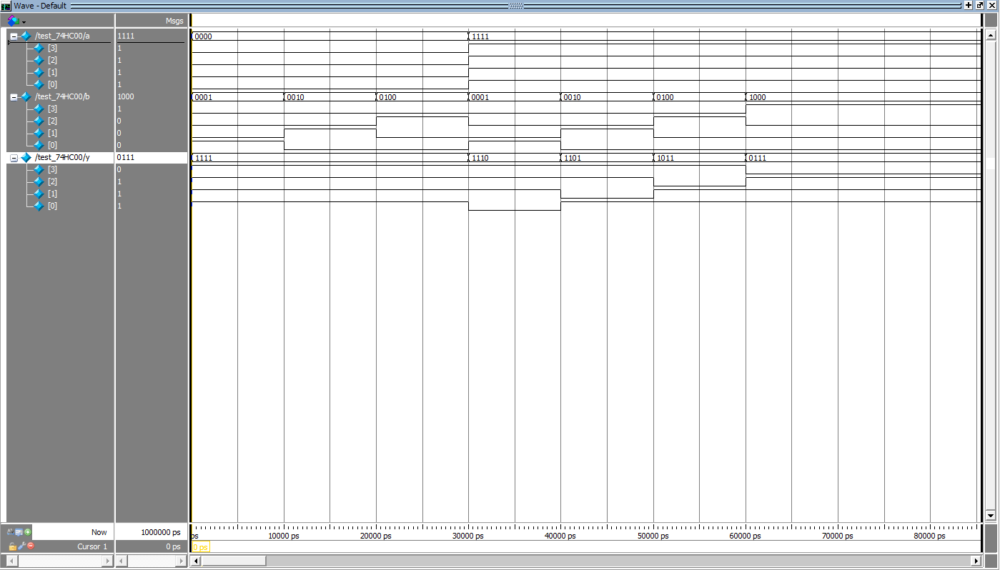 Wave - Default
Msgs
/test_74HC00/a 1111 0000 1111
[3] 1
[2] 1
[1] 1
[0] 1
/test_74HC00/b 1000 0001 0010 0100 0001 0010 0100 1000
[3] 1
[2] 0
[1] 0
[0] 0
/test_74HC00/y 0111 1111 1110 1101 1011 0111
[3] 0
[2] 1
[1] 1
[0] 1
Now 1000000 ps ps 10000 ps 20000 ps 30000 ps 40000 ps 50000 ps 60000 ps 70000 ps 80000 ps
Cursor 1 0 ps 0 ps